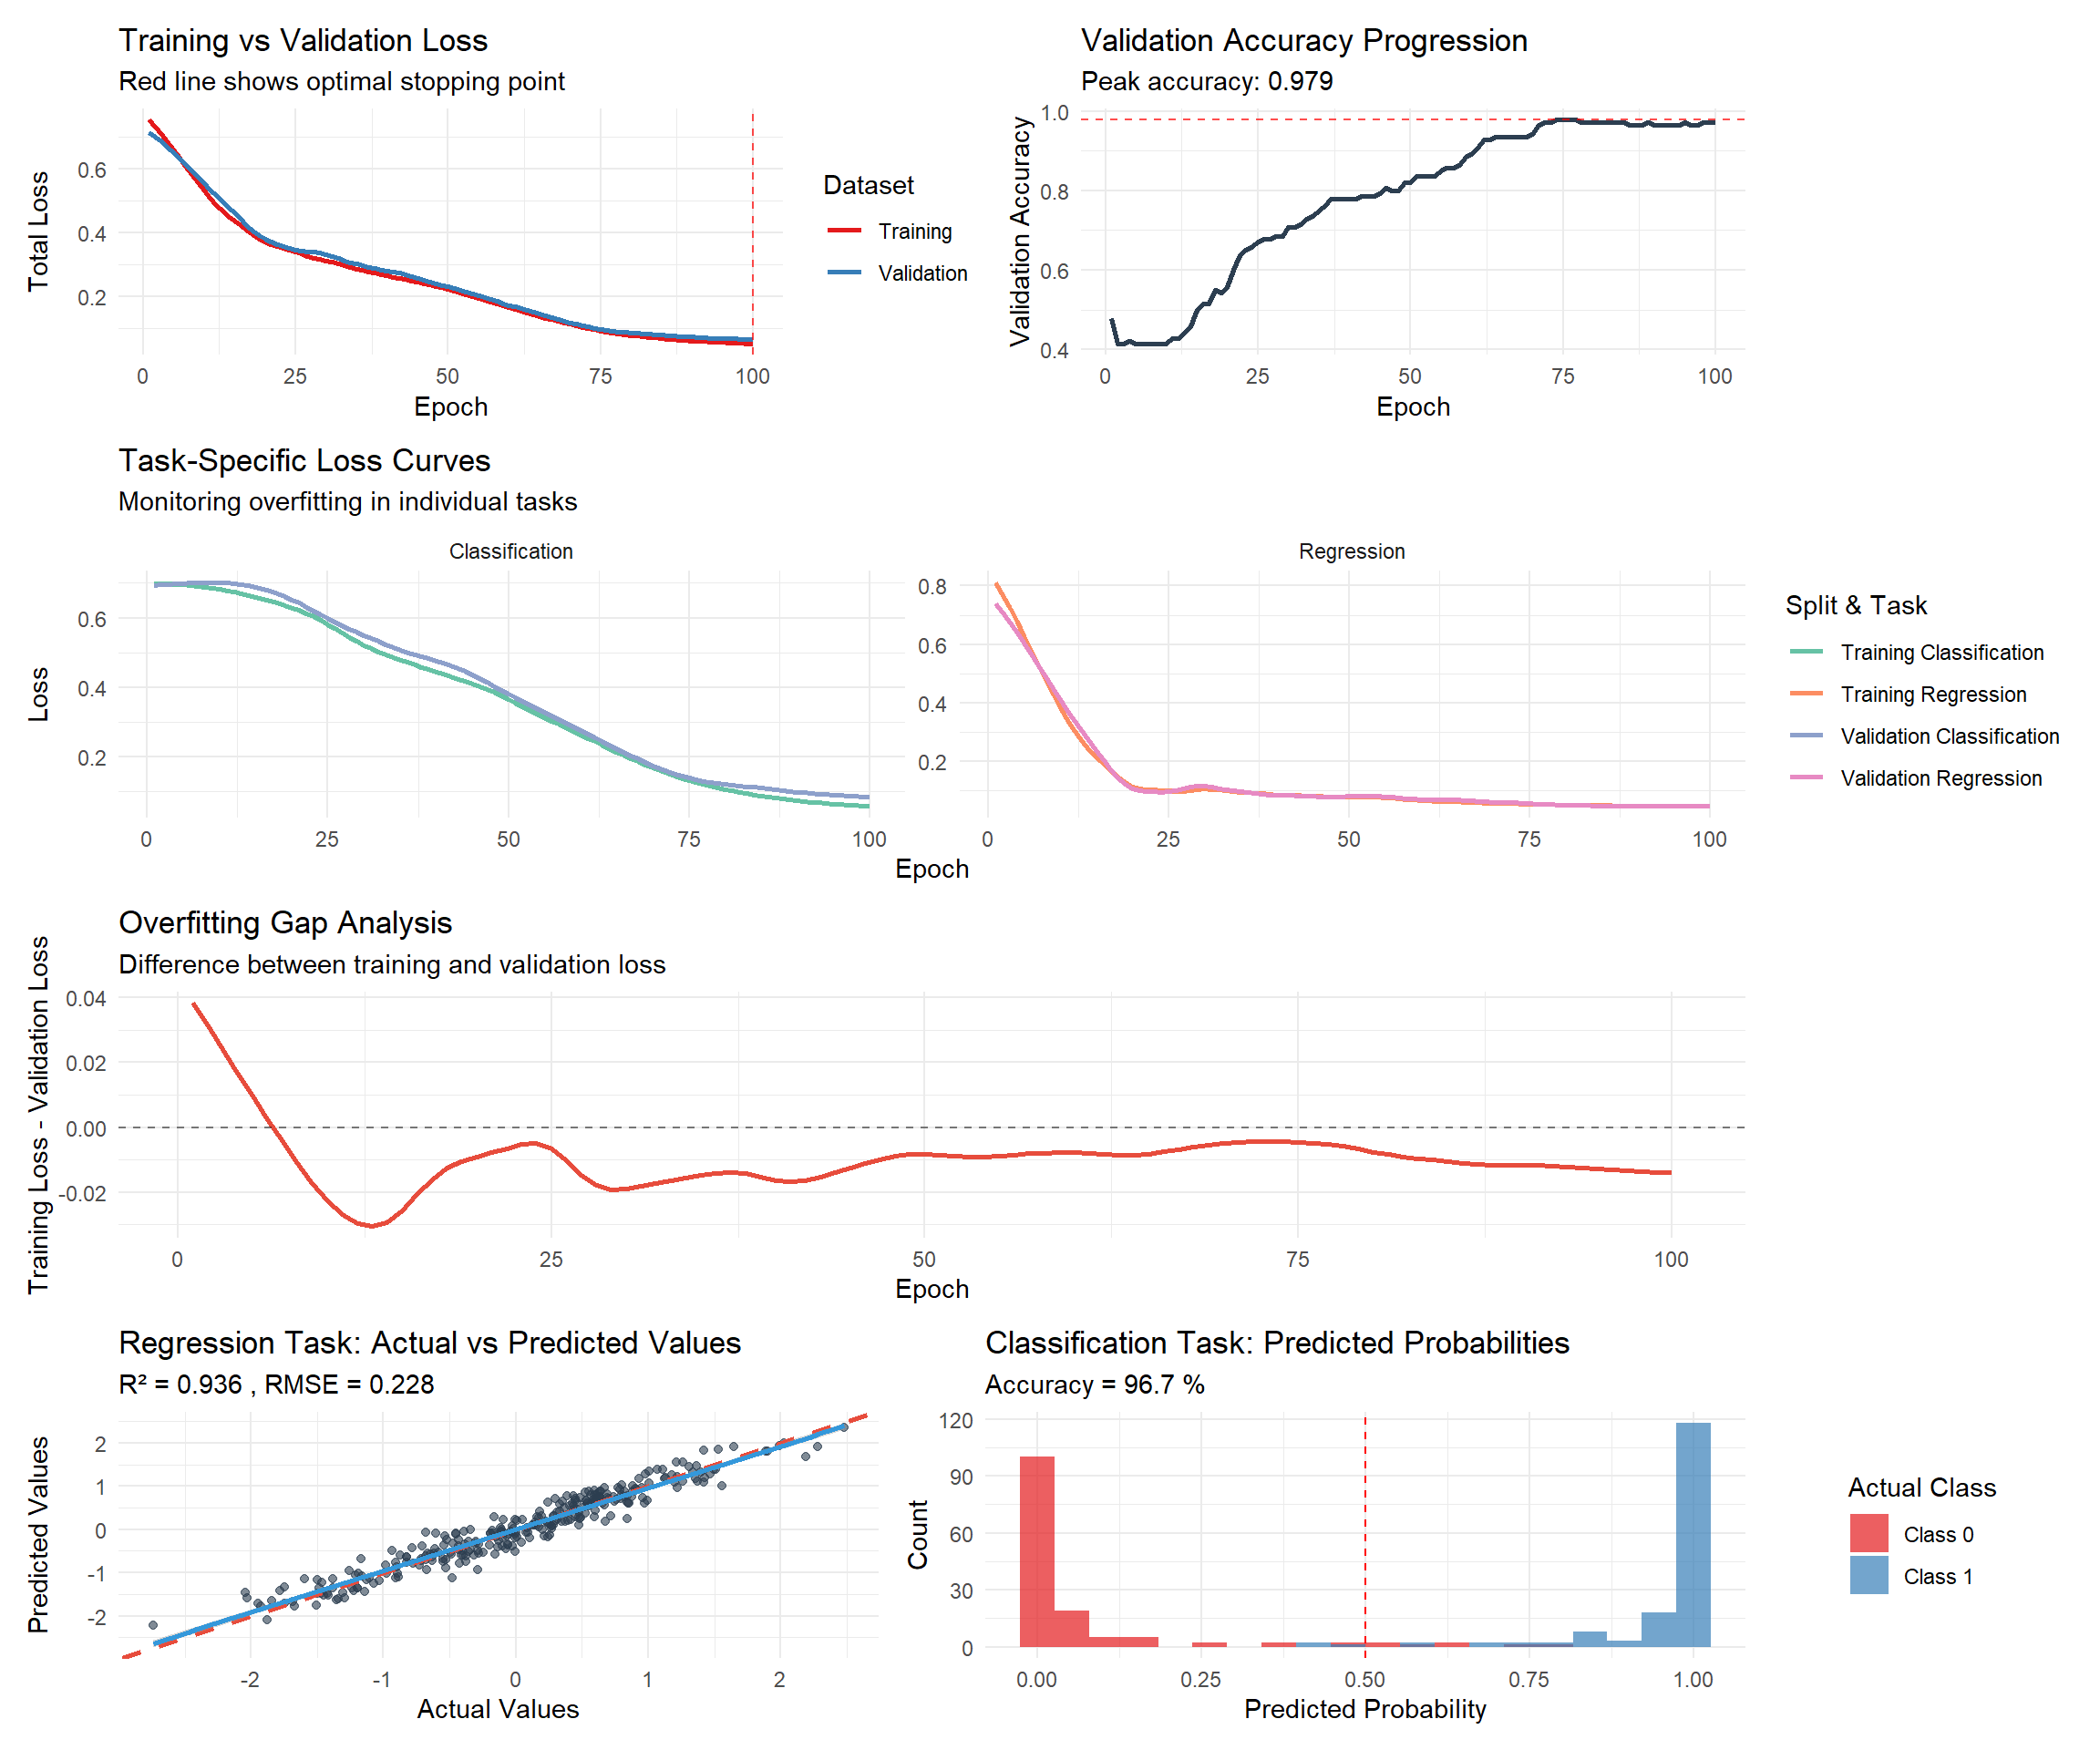 Training vs Validation Loss
Red line shows optimal stopping point
Total Loss
0.6
0.4
0.2
0 25 50 75 100
Epoch
Dataset
Training
Validation
Validation Accuracy Progression
Peak accuracy: 0.979
Validation Accuracy
1.0
0.8
0.6
0.4
0 25 50 75 100
Epoch
Task-Specific Loss Curves
Monitoring overfitting in individual tasks
Classification
Loss
0.6
0.4
0.2
0 25 50 75 100
Regression
0.8
0.6
0.4
0.2
0 25 50 75 100
Epoch
Split & Task
Training Classification
Training Regression
Validation Classification
Validation Regression
Overfitting Gap Analysis
Difference between training and validation loss
Training Loss - Validation Loss
0.04
0.02
0.00
-0.02
0 25 50 75 100
Epoch
Regression Task: Actual vs Predicted Values
R² = 0.936 , RMSE = 0.228
Predicted Values
2
1
0
-1
-2
-2 -1 0 1 2
Actual Values
Classification Task: Predicted Probabilities
Accuracy = 96.7 %
Count
120
90
60
30
0
0.00 0.25 0.50 0.75 1.00
Predicted Probability
Actual Class
Class 0
Class 1